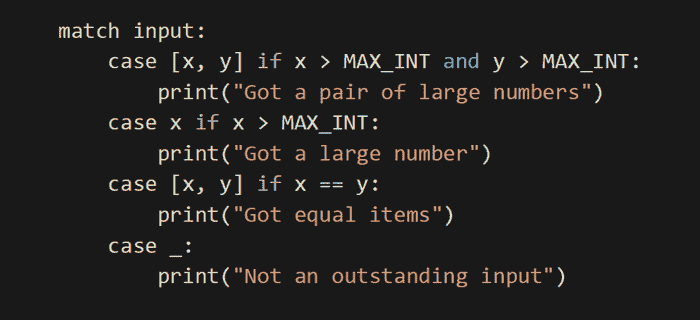 match input:
    case [x, y] if x > MAX_INT and y > MAX_INT:
        print("Got a pair of large numbers")
    case x if x > MAX_INT:
        print("Got a large number")
    case [x, y] if x == y:
        print("Got equal items")
    case _:
        print("Not an outstanding input")